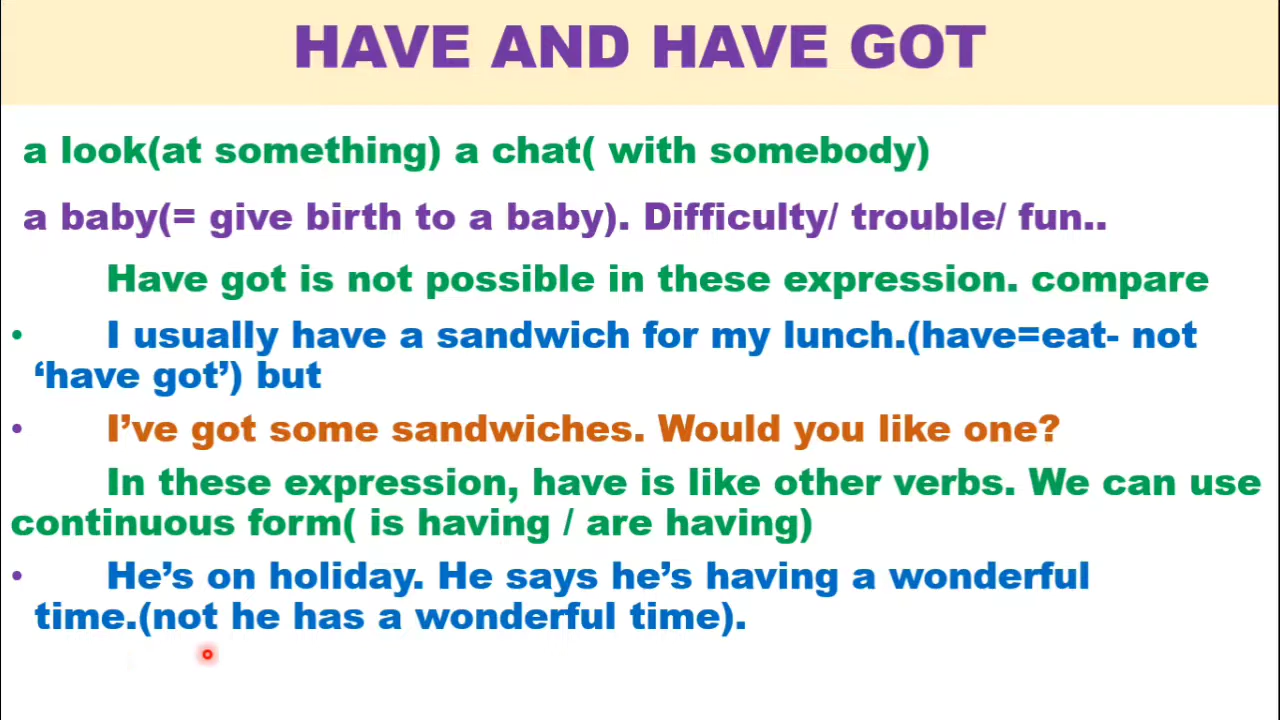 HAVE AND HAVE GOT
a look(at something) a chat( with somebody)
a baby(= give birth to a baby). Difficulty/ trouble/ fun..
Have got is not possible in these expression. compare
• I usually have a sandwich for my lunch.(have=eat- not
‘have got’) but
• I’ve got some sandwiches. Would you like one?
In these expression, have is like other verbs. We can use
continuous form( is having / are having)
• He’s on holiday. He says he’s having a wonderful
time.(not he has a wonderful time).